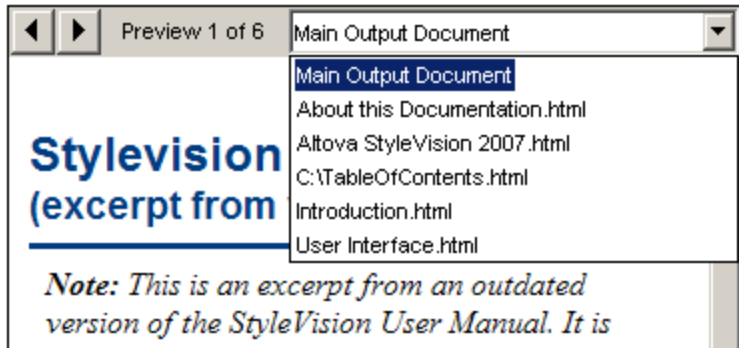 Preview 1 of 6 Main Output Document
Main Output Document
About this Documentation.html
Altova StyleVision 2007.html
C:\TableOfContents.html
Introduction.html
User Interface.html
Stylevision
(excerpt from
Note: This is an excerpt from an outdated
version of the StyleVision User Manual. It is